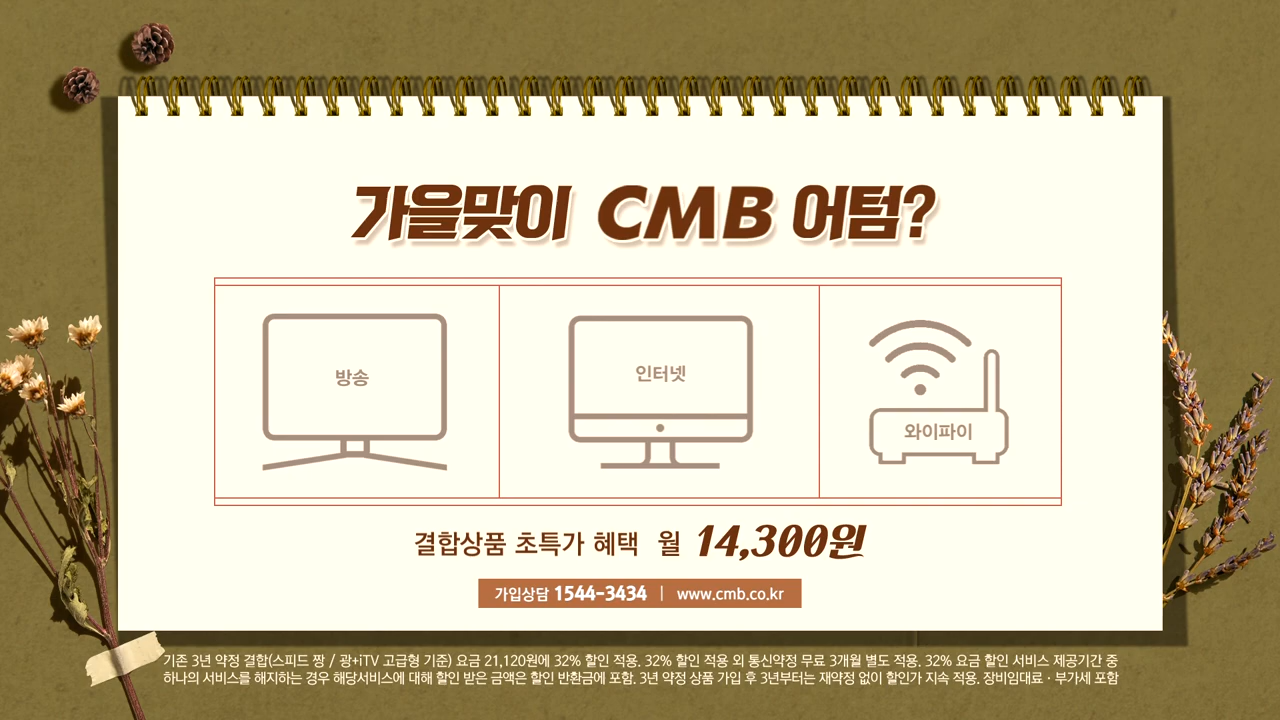 가을맞이 CMB 어텀?
방송
인터넷
와이파이
결합상품 초특가 혜택 월 14,300원
가입상담 1544-3434 | www.cmb.co.kr
기존 3년 약정 결합(스피드 짱 / 광+iTV 고급형 기준) 요금 21,120원에 32% 할인 적용. 32% 할인 적용 외 통신약정 무료 3개월 별도 적용. 32% 요금 할인 서비스 제공기간 중
하나의 서비스를 해지하는 경우 해당서비스에 대해 할인 받은 금액은 할인 반환금에 포함. 3년 약정 상품 가입 후 3년부터는 재약정 없이 할인가 지속 적용. 장비임대료 · 부가세 포함